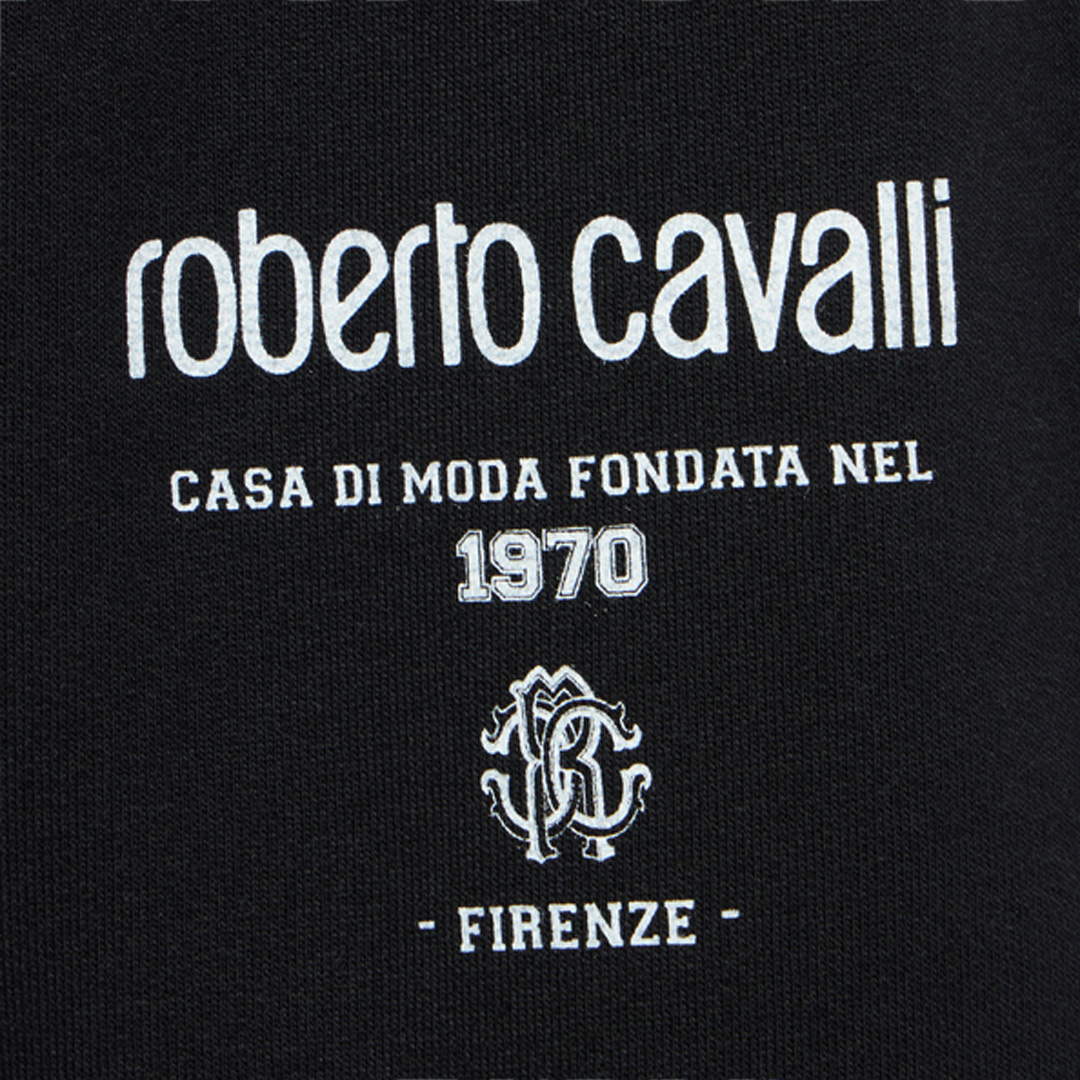 roberto cavalli
CASA DI MODA FONDATA NEL
1970
- FIRENZE -